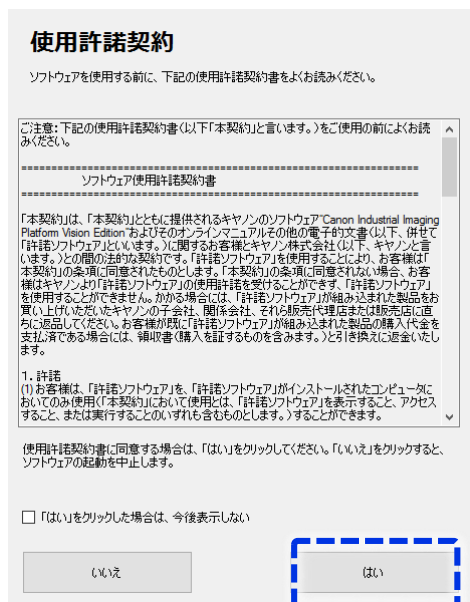 使用許諾契約
ソフトウェアを使用する前に、下記の使用許諾契約書をよくお読みください。
ご注意：下記の使用許諾契約書（以下「本契約」と言います。）をご使用の前によくお読
みください。
==================================================
ソフトウェア使用許諾契約書
==================================================
「本契約」は、「本契約」とともに提供されるキヤノンのソフトウェア"Canon Industrial Imaging
Platform Vision Edition"およびそのオンラインマニュアルその他の電子的文書（以下、併せて
「許諾ソフトウェア」といいます。）に関するお客様とキヤノン株式会社（以下、キヤノンと言
います。）との間の法的な契約です。「許諾ソフトウェア」を使用することにより、お客様は「
本契約」の条項に同意されたものとします。「本契約」の条項に同意されない場合、お客
様はキヤノンより「許諾ソフトウェア」の使用許諾を受けることができず、「許諾ソフトウェア」
を使用することができません。かかる場合には、「許諾ソフトウェア」が組み込まれた製品をお
買い上げいただいたキヤノンの子会社、関係会社、それら販売代理店または販売店に直
ちに返品してください。お客様が既に「許諾ソフトウェア」が組み込まれた製品の購入代金を
支払済である場合には、領収書（購入を証するものを含みます。）と引き換えに返金いたし
ます。
1. 許諾
(1) お客様は、「許諾ソフトウェア」を、「許諾ソフトウェア」がインストールされたコンピュータに
おいてのみ使用（「本契約」において使用とは、「許諾ソフトウェア」を表示すること、アクセス
すること、または実行することのいずれも含むものとします。）することができます。
使用許諾契約書に同意する場合は、「はい」をクリックしてください。「いいえ」をクリックすると、
ソフトウェアの起動を中止します。
「はい」をクリックした場合は、今後表示しない
いいえ
はい